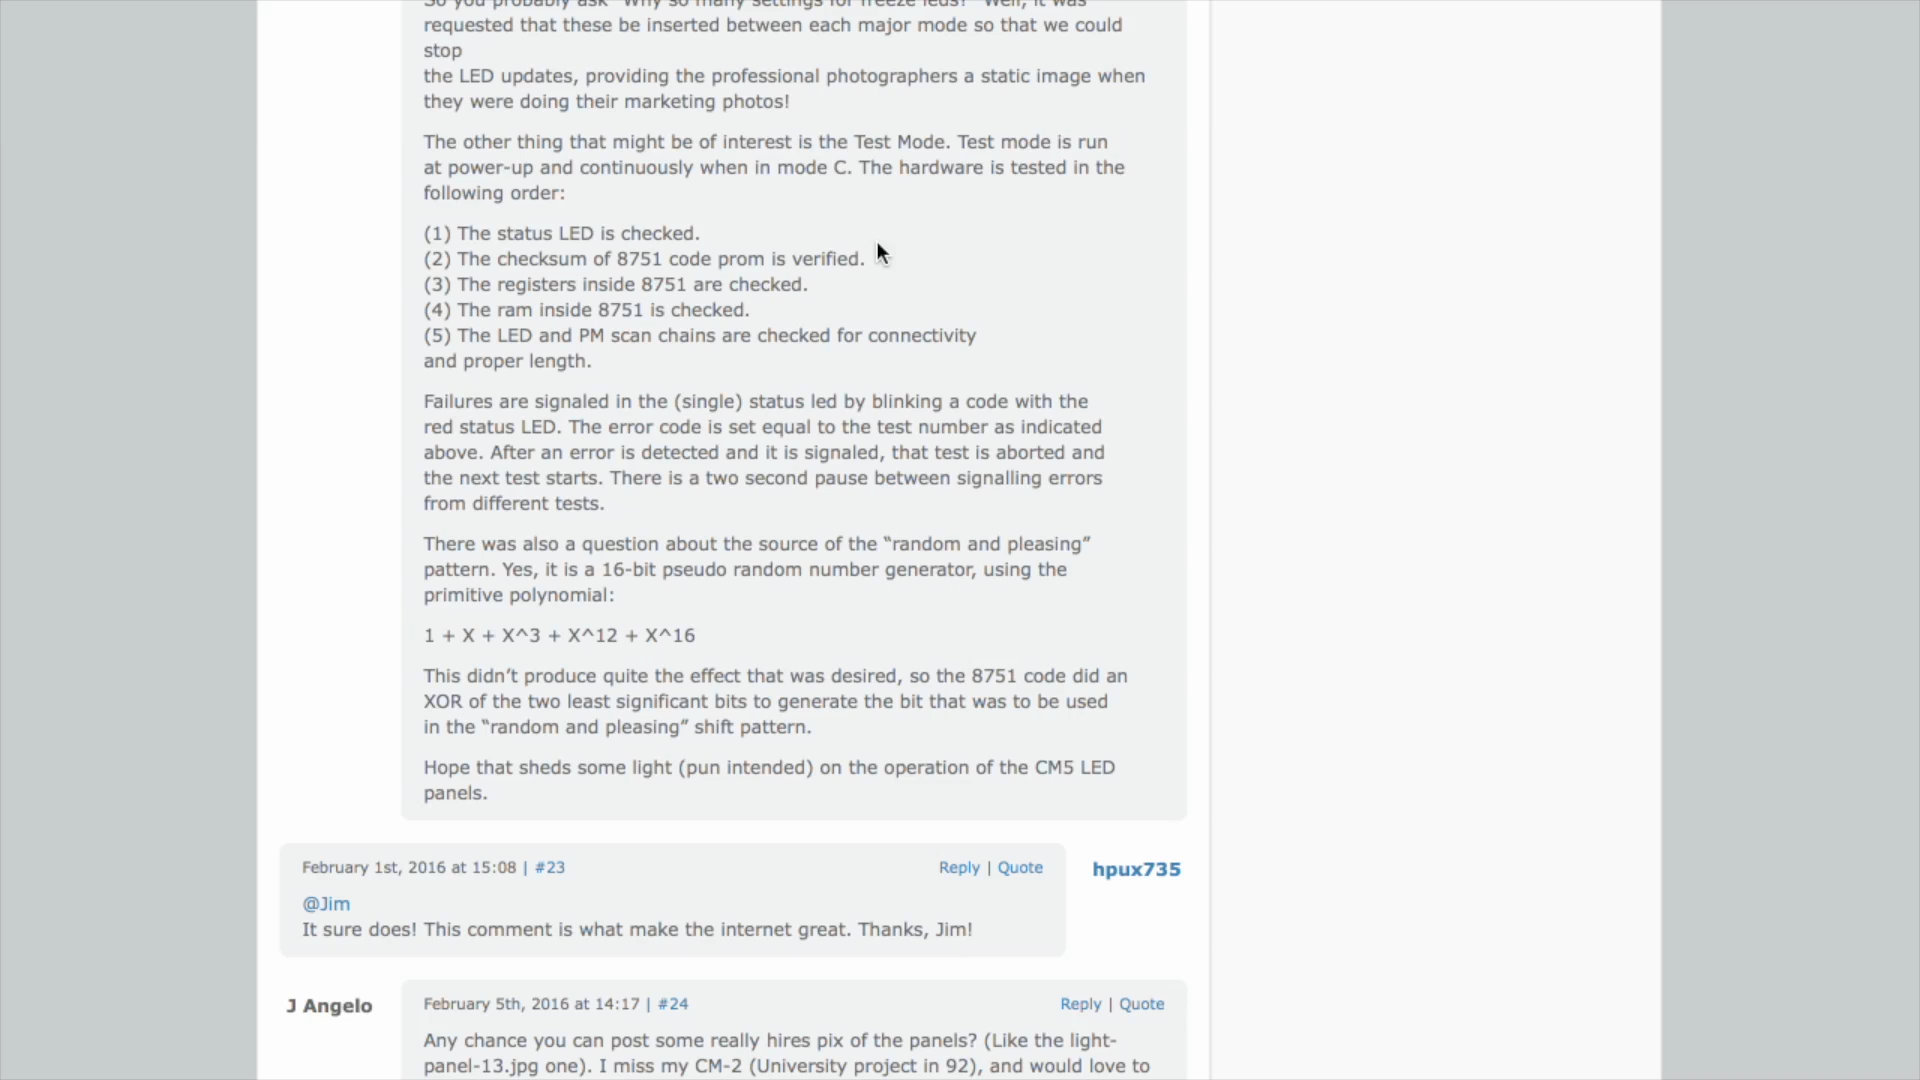 So you probably ask "Why so many settings for freeze leds?" Well, it was
requested that these be inserted between each major mode so that we could
stop
the LED updates, providing the professional photographers a static image when
they were doing their marketing photos!
The other thing that might be of interest is the Test Mode. Test mode is run
at power-up and continuously when in mode C. The hardware is tested in the
following order:
(1) The status LED is checked.
(2) The checksum of 8751 code prom is verified.
(3) The registers inside 8751 are checked.
(4) The ram inside 8751 is checked.
(5) The LED and PM scan chains are checked for connectivity
and proper length.
Failures are signaled in the (single) status led by blinking a code with the
red status LED. The error code is set equal to the test number as indicated
above. After an error is detected and it is signaled, that test is aborted and
the next test starts. There is a two second pause between signalling errors
from different tests.
There was also a question about the source of the “random and pleasing”
pattern. Yes, it is a 16-bit pseudo random number generator, using the
primitive polynomial:
1 + X + X^3 + X^12 + X^16
This didn’t produce quite the effect that was desired, so the 8751 code did an
XOR of the two least significant bits to generate the bit that was to be used
in the “random and pleasing” shift pattern.
Hope that sheds some light (pun intended) on the operation of the CM5 LED
panels.
February 1st, 2016 at 15:08 | #23 Reply | Quote hpux735
@Jim
It sure does! This comment is what make the internet great. Thanks, Jim!
J Angelo February 5th, 2016 at 14:17 | #24 Reply | Quote
Any chance you can post some really hires pix of the panels? (Like the light-
panel-13.jpg one). I miss my CM-2 (University project in 92), and would love to